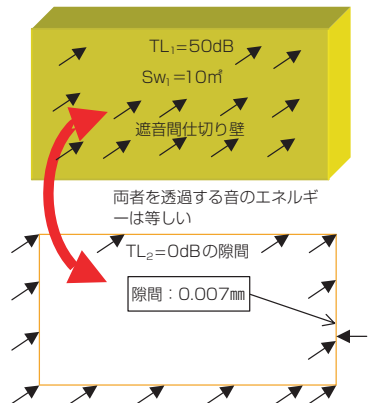 TL₁=50dB
Sw₁=10㎡
遮音間仕切り壁
両者を透過する音のエネルギ
ーは等しい
TL₂=0dBの隙間
隙間：0.007㎜